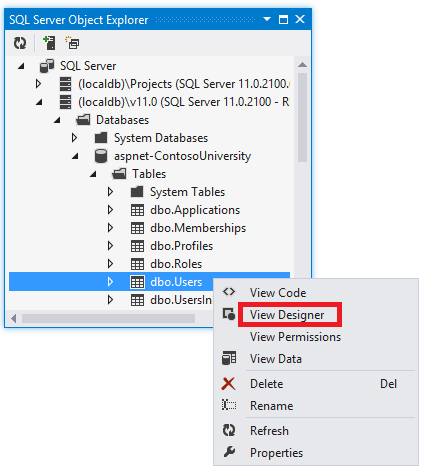 SQL Server Object Explorer
SQL Server
(localdb)\Projects (SQL Server 11.0.2100.
(localdb)\v11.0 (SQL Server 11.0.2100 - R
Databases
System Databases
aspnet-ContosoUniversity
Tables
System Tables
dbo.Applications
dbo.Memberships
dbo.Profiles
dbo.Roles
dbo.Users
dbo.UsersIn
View Code
View Designer
View Permissions
View Data
Delete Del
Rename
Refresh
Properties